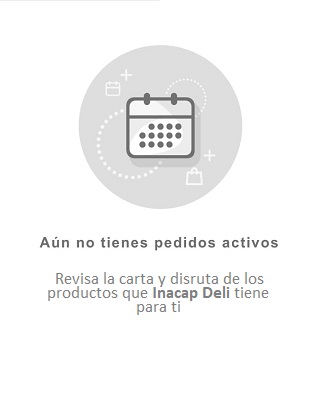 Aún no tienes pedidos activos
Revisa la carta y disruta de los
productos que Inacap Deli tiene
para ti